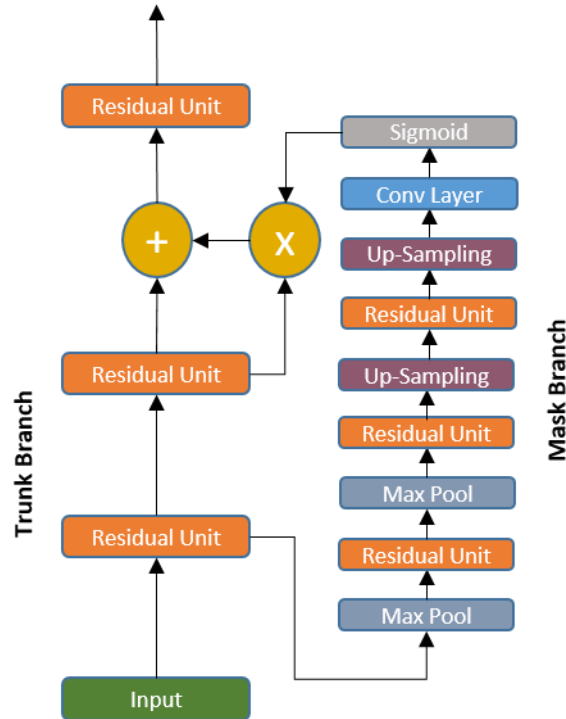 Residual Unit
+
X
Residual Unit
Residual Unit
Input
Trunk Branch
Sigmoid
Conv Layer
Up-Sampling
Residual Unit
Up-Sampling
Residual Unit
Max Pool
Residual Unit
Max Pool
Mask Branch